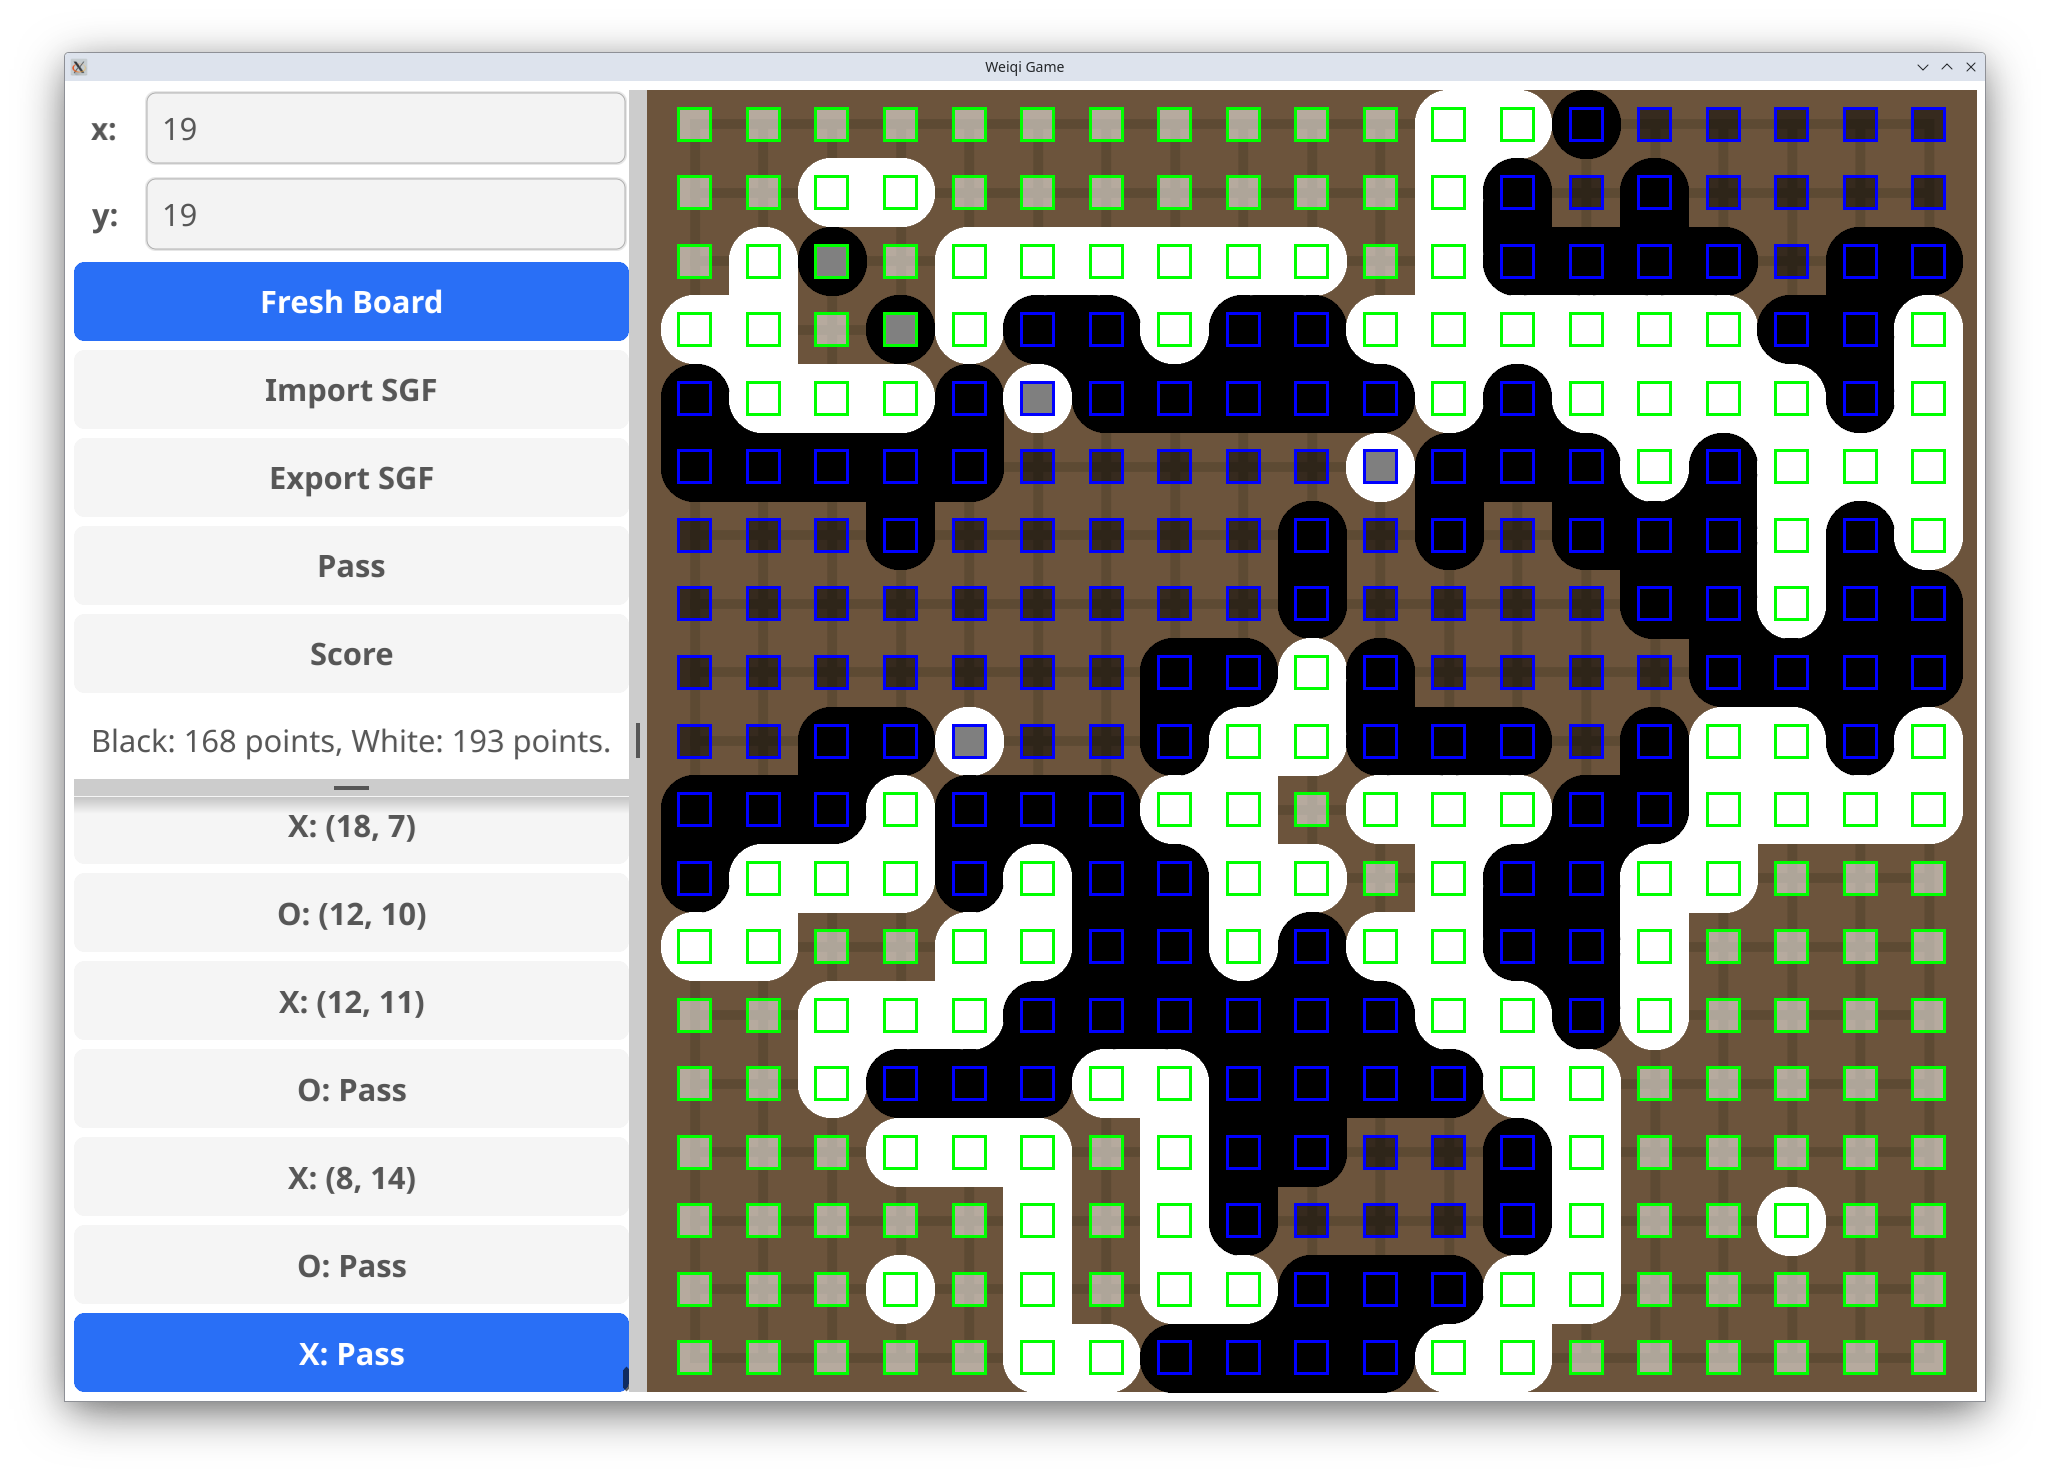 Weiqi Game
x:
19
y:
19
Fresh Board
Import SGF
Export SGF
Pass
Score
Black: 168 points, White: 193 points.
X: (18, 7)
O: (12, 10)
X: (12, 11)
O: Pass
X: (8, 14)
O: Pass
X: Pass